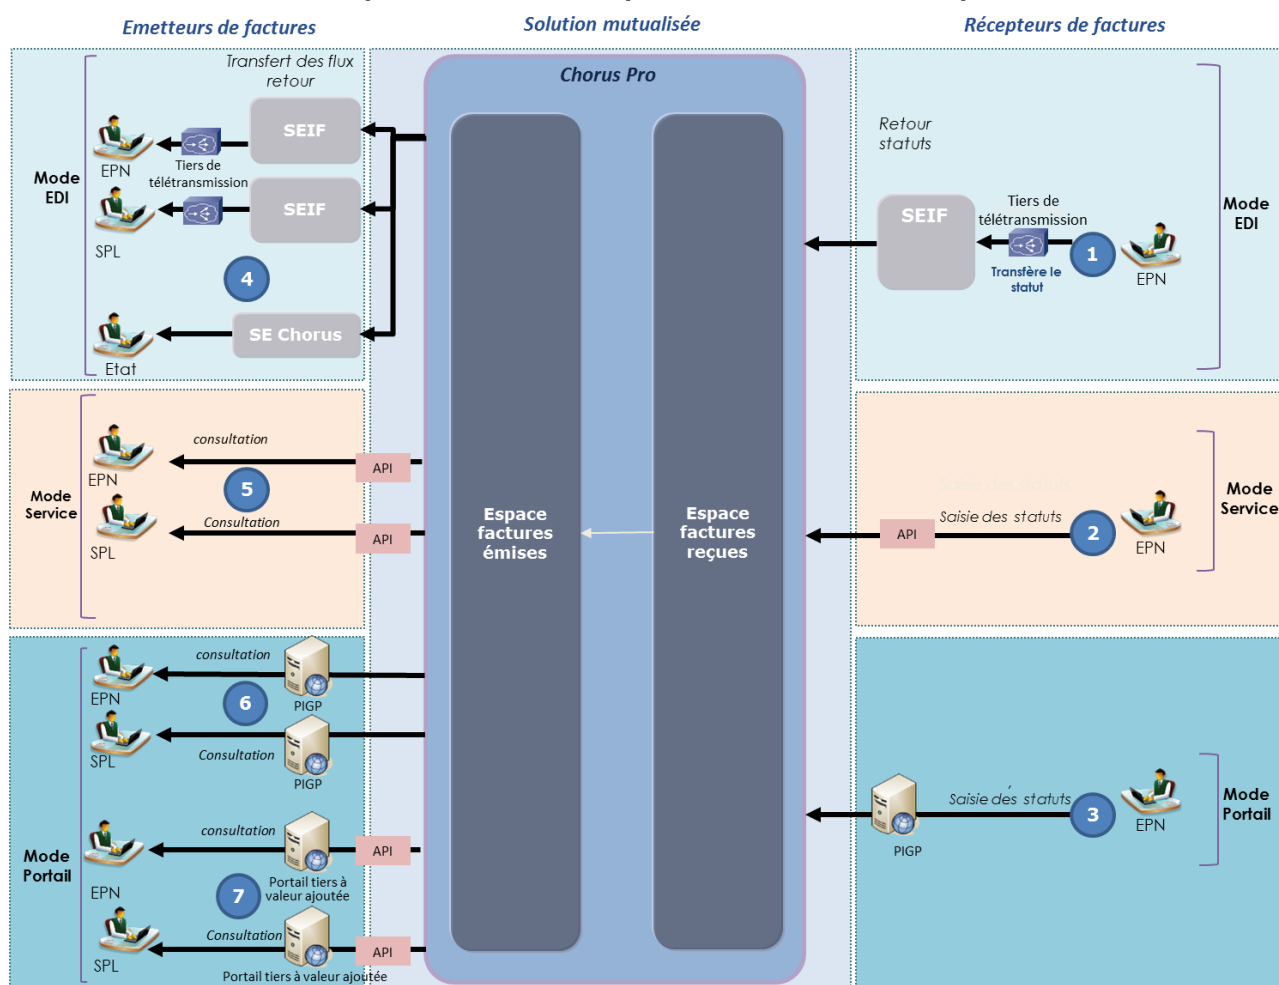 Emetteurs de factures
Solution mutualisée
Récepteurs de factures
Transfert des flux
retour
Chorus Pro
SEIF
EPN
Tiers de
télétransmission
Mode
EDI
SEIF
SPL
4
SE Chorus
Etat
Retour
statuts
SEIF
Tiers de
télétransmission
1
Transfère le
statut
EPN
Mode
EDI
consultation
API
EPN
5
Mode
Service
Consultation
API
SPL
Espace
factures
émises
Espace
factures
reçues
Saisie des statuts
API
2
EPN
Mode
Service
consultation
EPN
6
PIGP
SPL
Consultation
PIGP
consultation
API
Mode
Portail
EPN
7
Portail tiers à
valeur ajoutée
Consultation
API
SPL
Portail tiers à valeur ajoutée
Saisie des statuts
PIGP
3
EPN
Mode
Portail